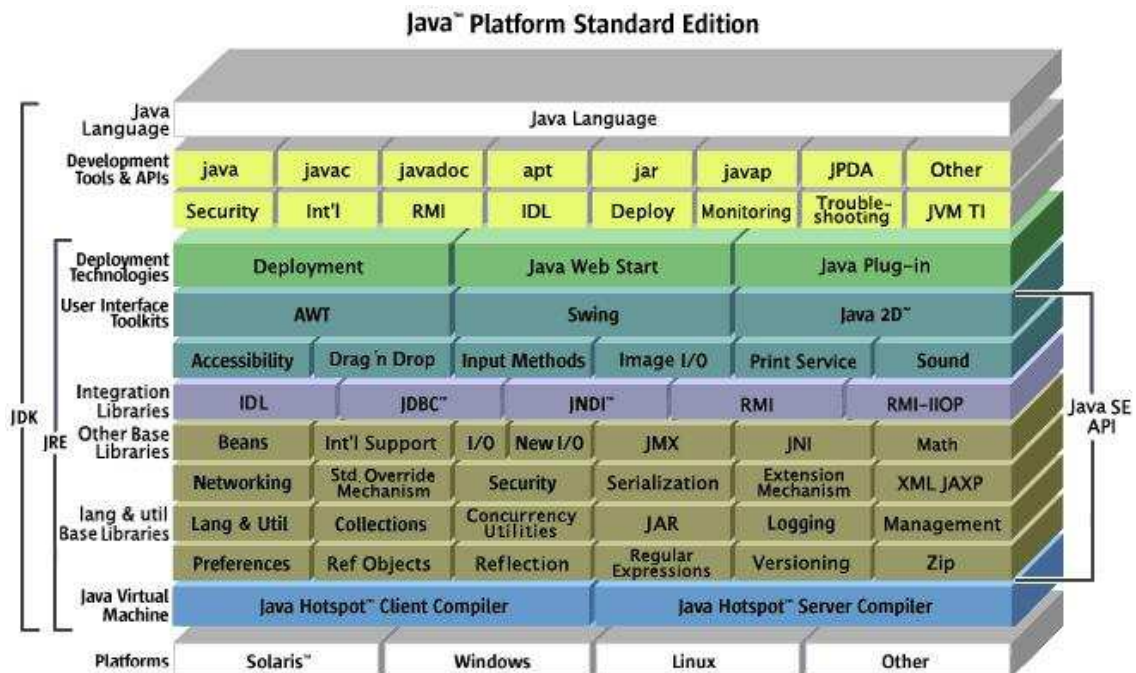 Java™ Platform Standard Edition
Java
Language
Java Language
Development
Tools & APIs
java javac javadoc apt jar javap JPDA Other
Security Int'l RMI IDL Deploy Monitoring Trouble-
shooting JVM TI
Deployment
Technologies
Deployment Java Web Start Java Plug-in
User Interface
Toolkits
AWT Swing Java 2D™
Accessibility Drag 'n Drop Input Methods Image I/O Print Service Sound
Integration
Libraries
IDL JDBC™ JNDI™ RMI RMI-IIOP
JDK
JRE
Java SE
API
Other Base
Libraries
Beans Int'l Support I/O New I/O JMX JNI Math
Networking Std. Override
Mechanism Security Serialization Extension
Mechanism XML JAXP
lang & util
Base Libraries
Lang & Util Collections Concurrency
Utilities JAR Logging Management
Preferences Ref Objects Reflection Regular
Expressions Versioning Zip
Java Virtual
Machine
Java Hotspot™ Client Compiler Java Hotspot™ Server Compiler
Platforms
Solaris™ Windows Linux Other